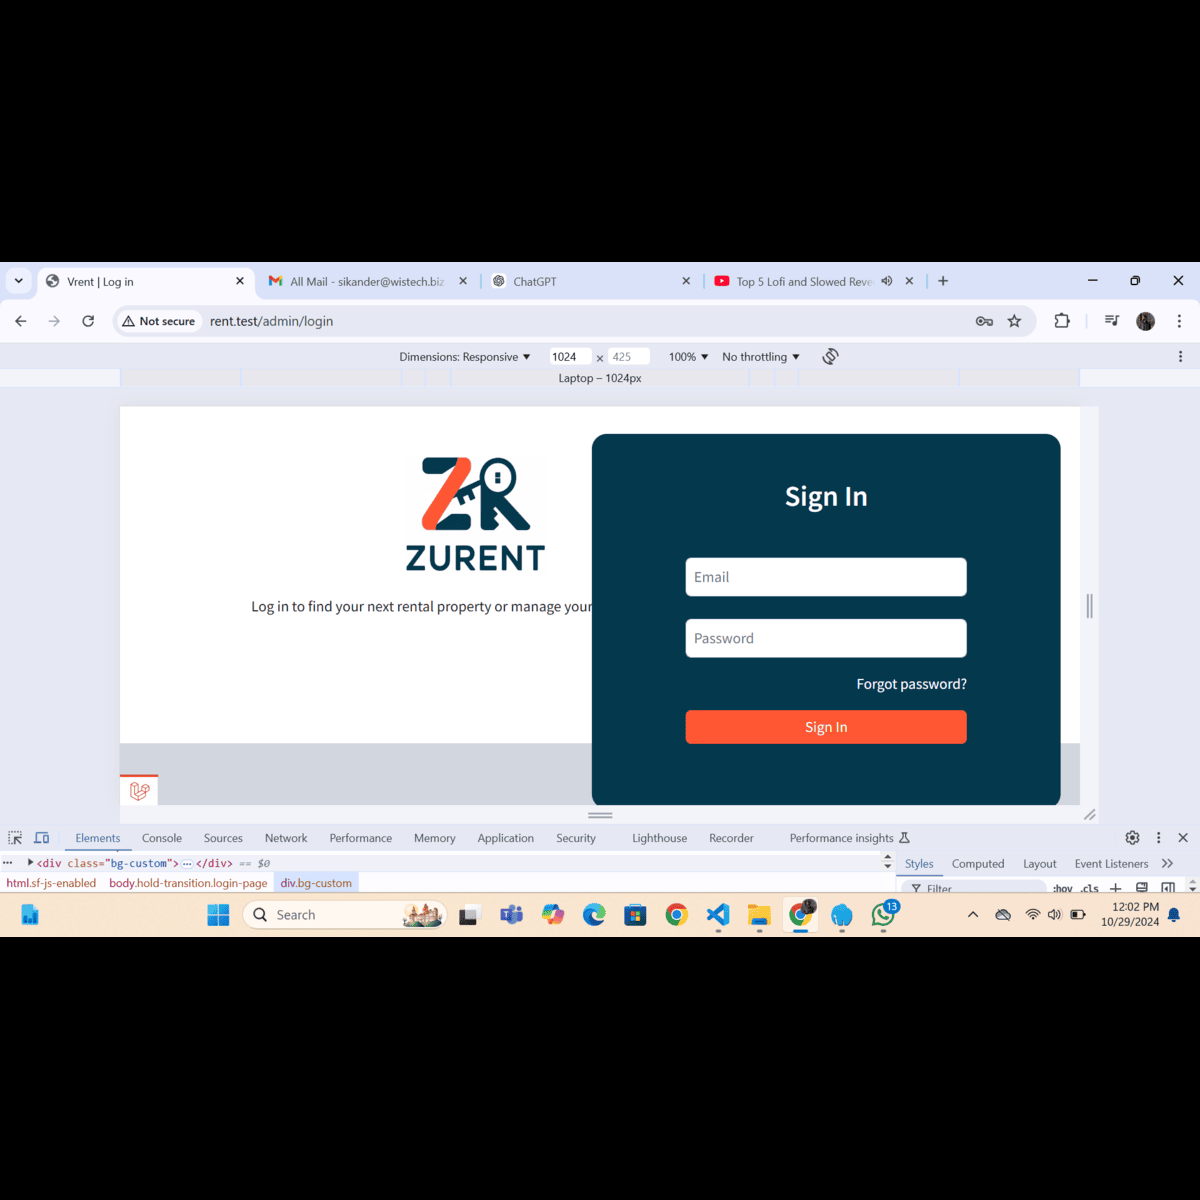 Vrent | Log in
All Mail - sikander@wistech.biz
ChatGPT
Top 5 Lofi and Slowed Reve
Not secure
rent.test/admin/login
Dimensions: Responsive
1024 x 425
100%
No throttling
Laptop – 1024px
ZR
ZURENT
Log in to find your next rental property or manage your
Sign In
Email
Password
Forgot password?
Sign In
Elements
Console
Sources
Network
Performance
Memory
Application
Security
Lighthouse
Recorder
Performance insights
<div class="bg-custom"> … </div> == $0
html.sf-js-enabled
body.hold-transition.login-page
div.bg-custom
Styles
Computed
Layout
Event Listeners
Filter
:hov
.cls
Search
13
12:02 PM
10/29/2024